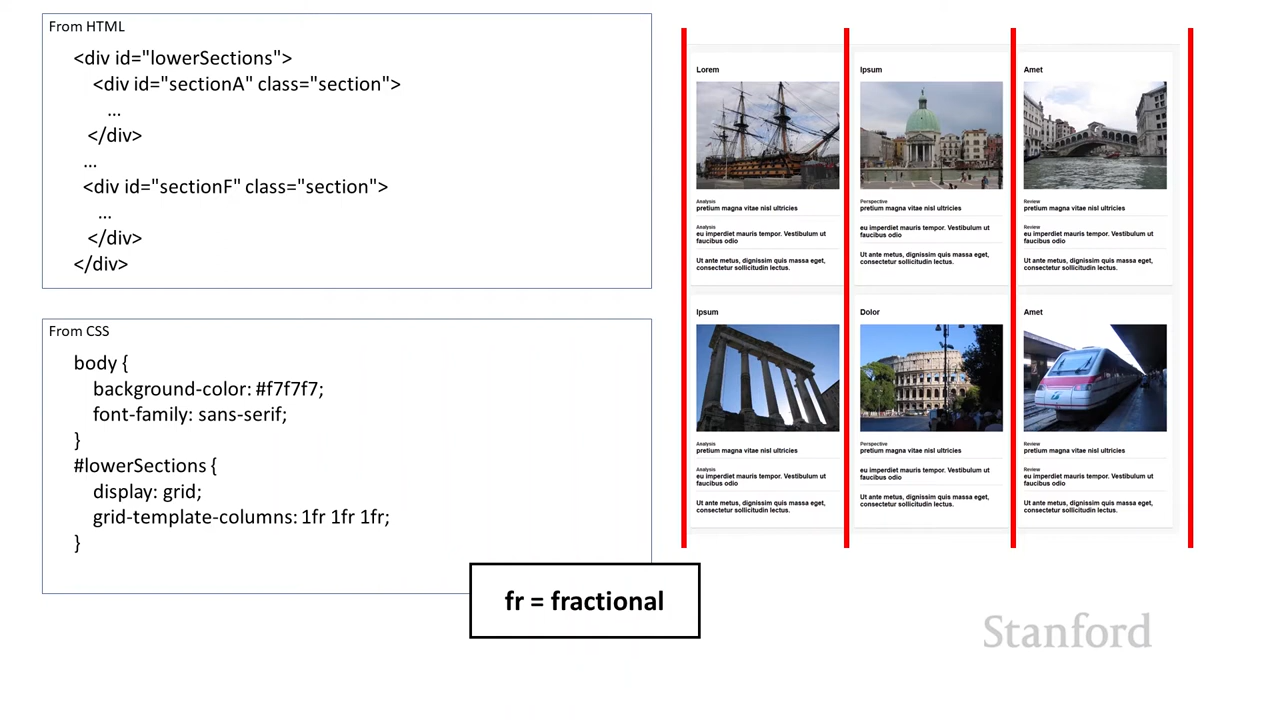 From HTML
<div id="lowerSections">
<div id="sectionA" class="section">
...
</div>
...
<div id="sectionF" class="section">
...
</div>
</div>
From CSS
body {
background-color: #f7f7f7;
font-family: sans-serif;
}
#lowerSections {
display: grid;
grid-template-columns: 1fr 1fr 1fr;
}
fr = fractional
Lorem
Analysis
pretium magna vitae nisl ultricies
Analysis
eu imperdiet mauris tempor. Vestibulum ut
faucibus odio
Ut ante metus, dignissim quis massa eget,
consectetur sollicitudin lectus.
Ipsum
Perspective
pretium magna vitae nisl ultricies
eu imperdiet mauris tempor. Vestibulum ut
faucibus odio
Ut ante metus, dignissim quis massa eget,
consectetur sollicitudin lectus.
Amet
Review
pretium magna vitae nisl ultricies
Review
eu imperdiet mauris tempor. Vestibulum ut
faucibus odio
Ut ante metus, dignissim quis massa eget,
consectetur sollicitudin lectus.
Ipsum
Analysis
pretium magna vitae nisl ultricies
Analysis
eu imperdiet mauris tempor. Vestibulum ut
faucibus odio
Ut ante metus, dignissim quis massa eget,
consectetur sollicitudin lectus.
Dolor
Perspective
pretium magna vitae nisl ultricies
eu imperdiet mauris tempor. Vestibulum ut
faucibus odio
Ut ante metus, dignissim quis massa eget,
consectetur sollicitudin lectus.
Amet
Review
pretium magna vitae nisl ultricies
Review
eu imperdiet mauris tempor. Vestibulum ut
faucibus odio
Ut ante metus, dignissim quis massa eget,
consectetur sollicitudin lectus.
Stanford